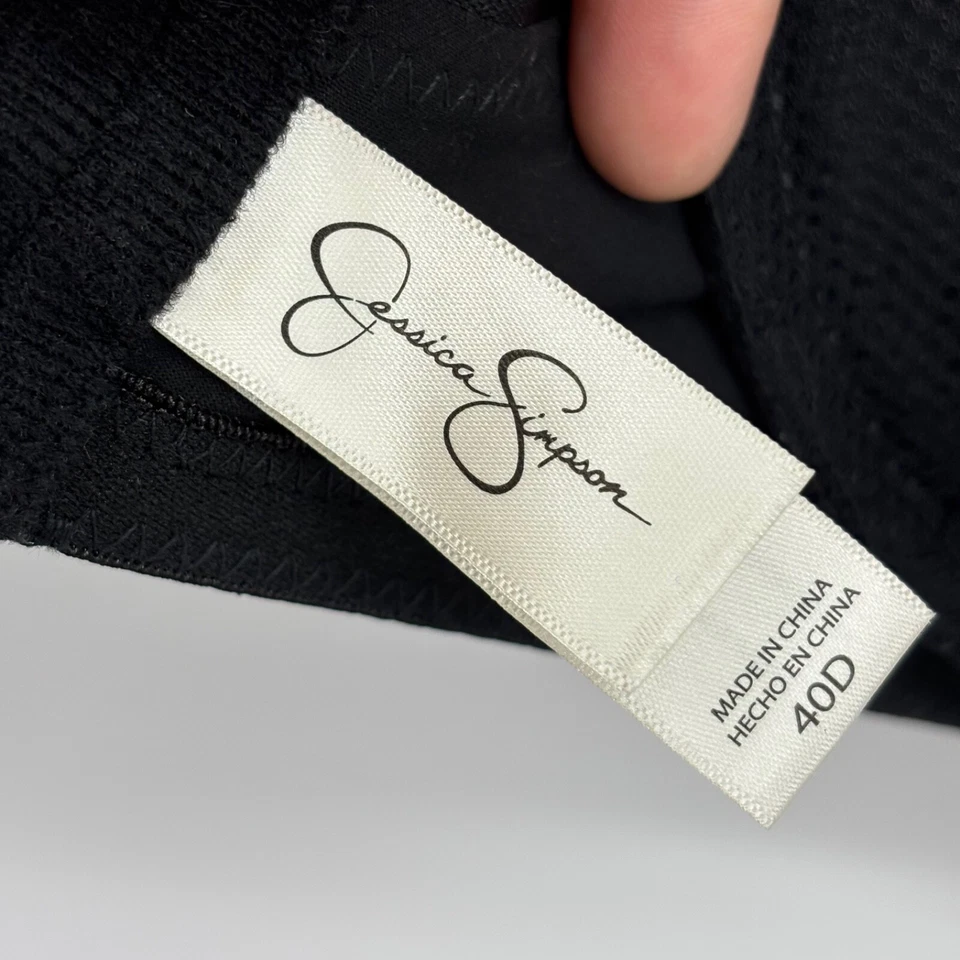 Jessica Simpson
MADE IN CHINA
HECHO EN CHINA
40D